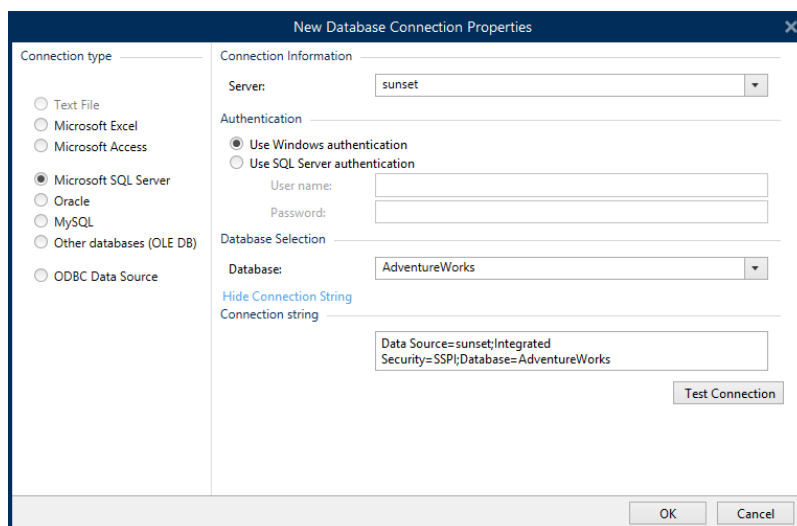 New Database Connection Properties
Connection type
Text File
Microsoft Excel
Microsoft Access
Microsoft SQL Server
Oracle
MySQL
Other databases (OLE DB)
ODBC Data Source
Connection Information
Server:
sunset
Authentication
Use Windows authentication
Use SQL Server authentication
User name:
Password:
Database Selection
Database:
AdventureWorks
Hide Connection String
Connection string
Data Source=sunset;Integrated
Security=SSPI;Database=AdventureWorks
Test Connection
OK
Cancel